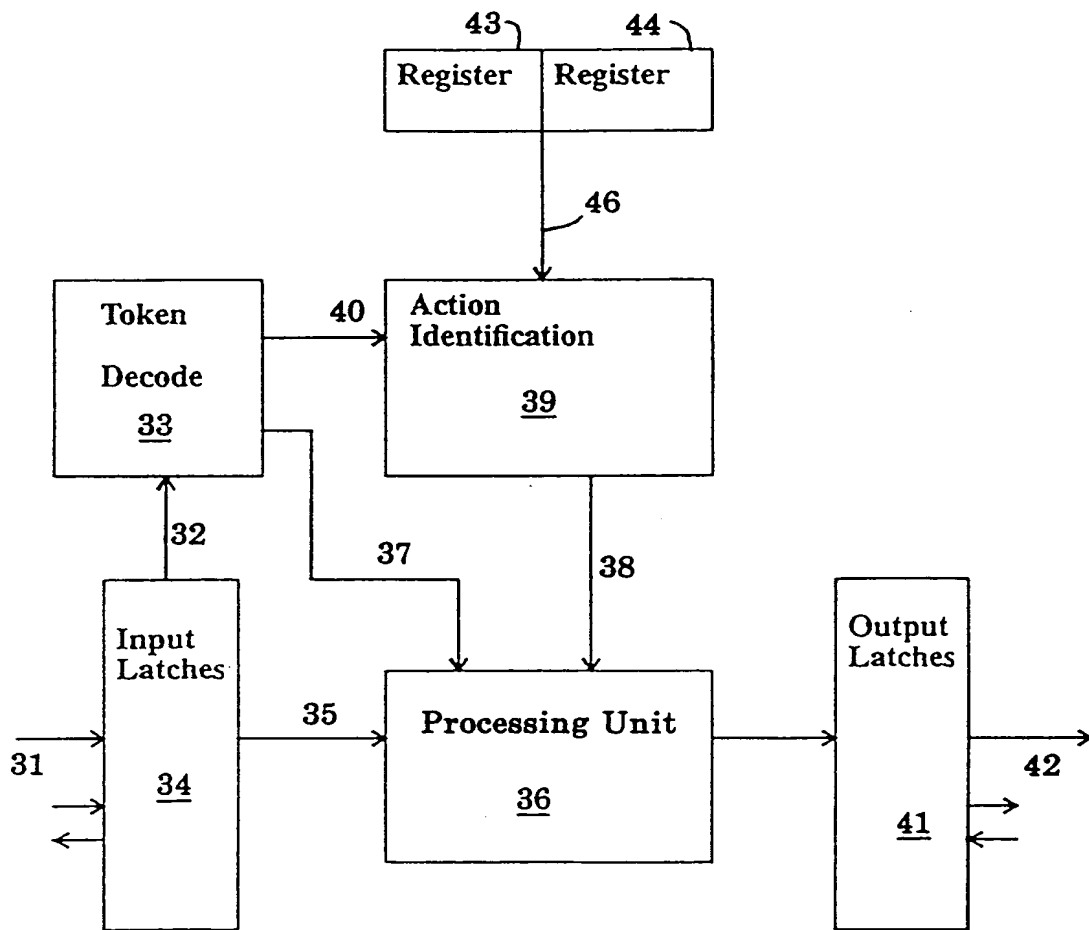 43
44
Register
Register
46
Token
Decode
33
40
Action
Identification
39
32
37
38
Input
Latches
34
31
35
Processing Unit
36
Output
Latches
41
42